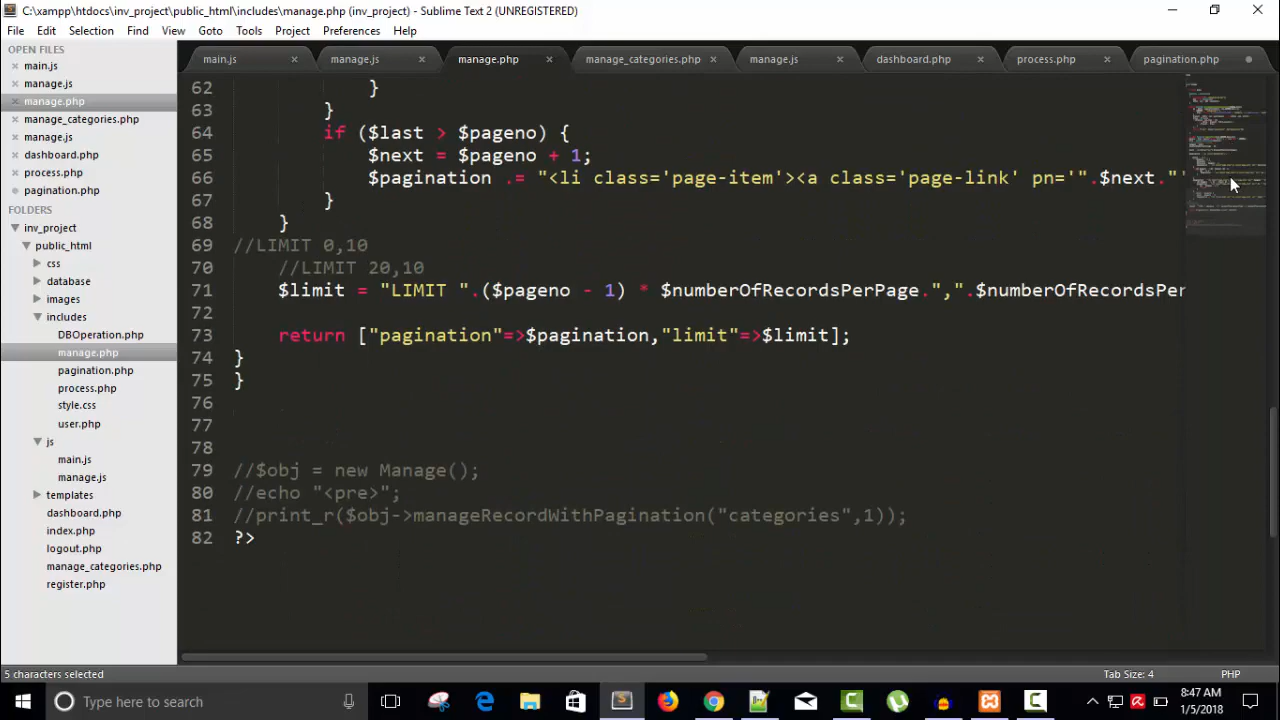 C:\xampp\htdocs\inv_project\public_html\includes\manage.php (inv_project) - Sublime Text 2 (UNREGISTERED)
File Edit Selection Find View Goto Tools Project Preferences Help
OPEN FILES
main.js
manage.js
manage.php
manage_categories.php
manage.js
dashboard.php
process.php
pagination.php
FOLDERS
inv_project
public_html
css
database
images
includes
DBOperation.php
manage.php
pagination.php
process.php
style.css
user.php
js
main.js
manage.js
templates
dashboard.php
index.php
logout.php
manage_categories.php
register.php
main.js manage.js manage.php manage_categories.php manage.js dashboard.php process.php pagination.php
62 }
63 }
64 if ($last > $pageno) {
65 $next = $pageno + 1;
66 $pagination .= "<li class='page-item'><a class='page-link' pn='".$next."'
67 }
68 }
69 //LIMIT 0,10
70 //LIMIT 20,10
71 $limit = "LIMIT ".($pageno - 1) * $numberOfRecordsPerPage.",".$numberOfRecordsPer
72
73 return ["pagination"=>$pagination,"limit"=>$limit];
74 }
75 }
76
77
78
79 //$obj = new Manage();
80 //echo "<pre>";
81 //print_r($obj->manageRecordWithPagination("categories",1));
82 ?>
5 characters selected Tab Size: 4 PHP
Type here to search
8:47 AM
1/5/2018